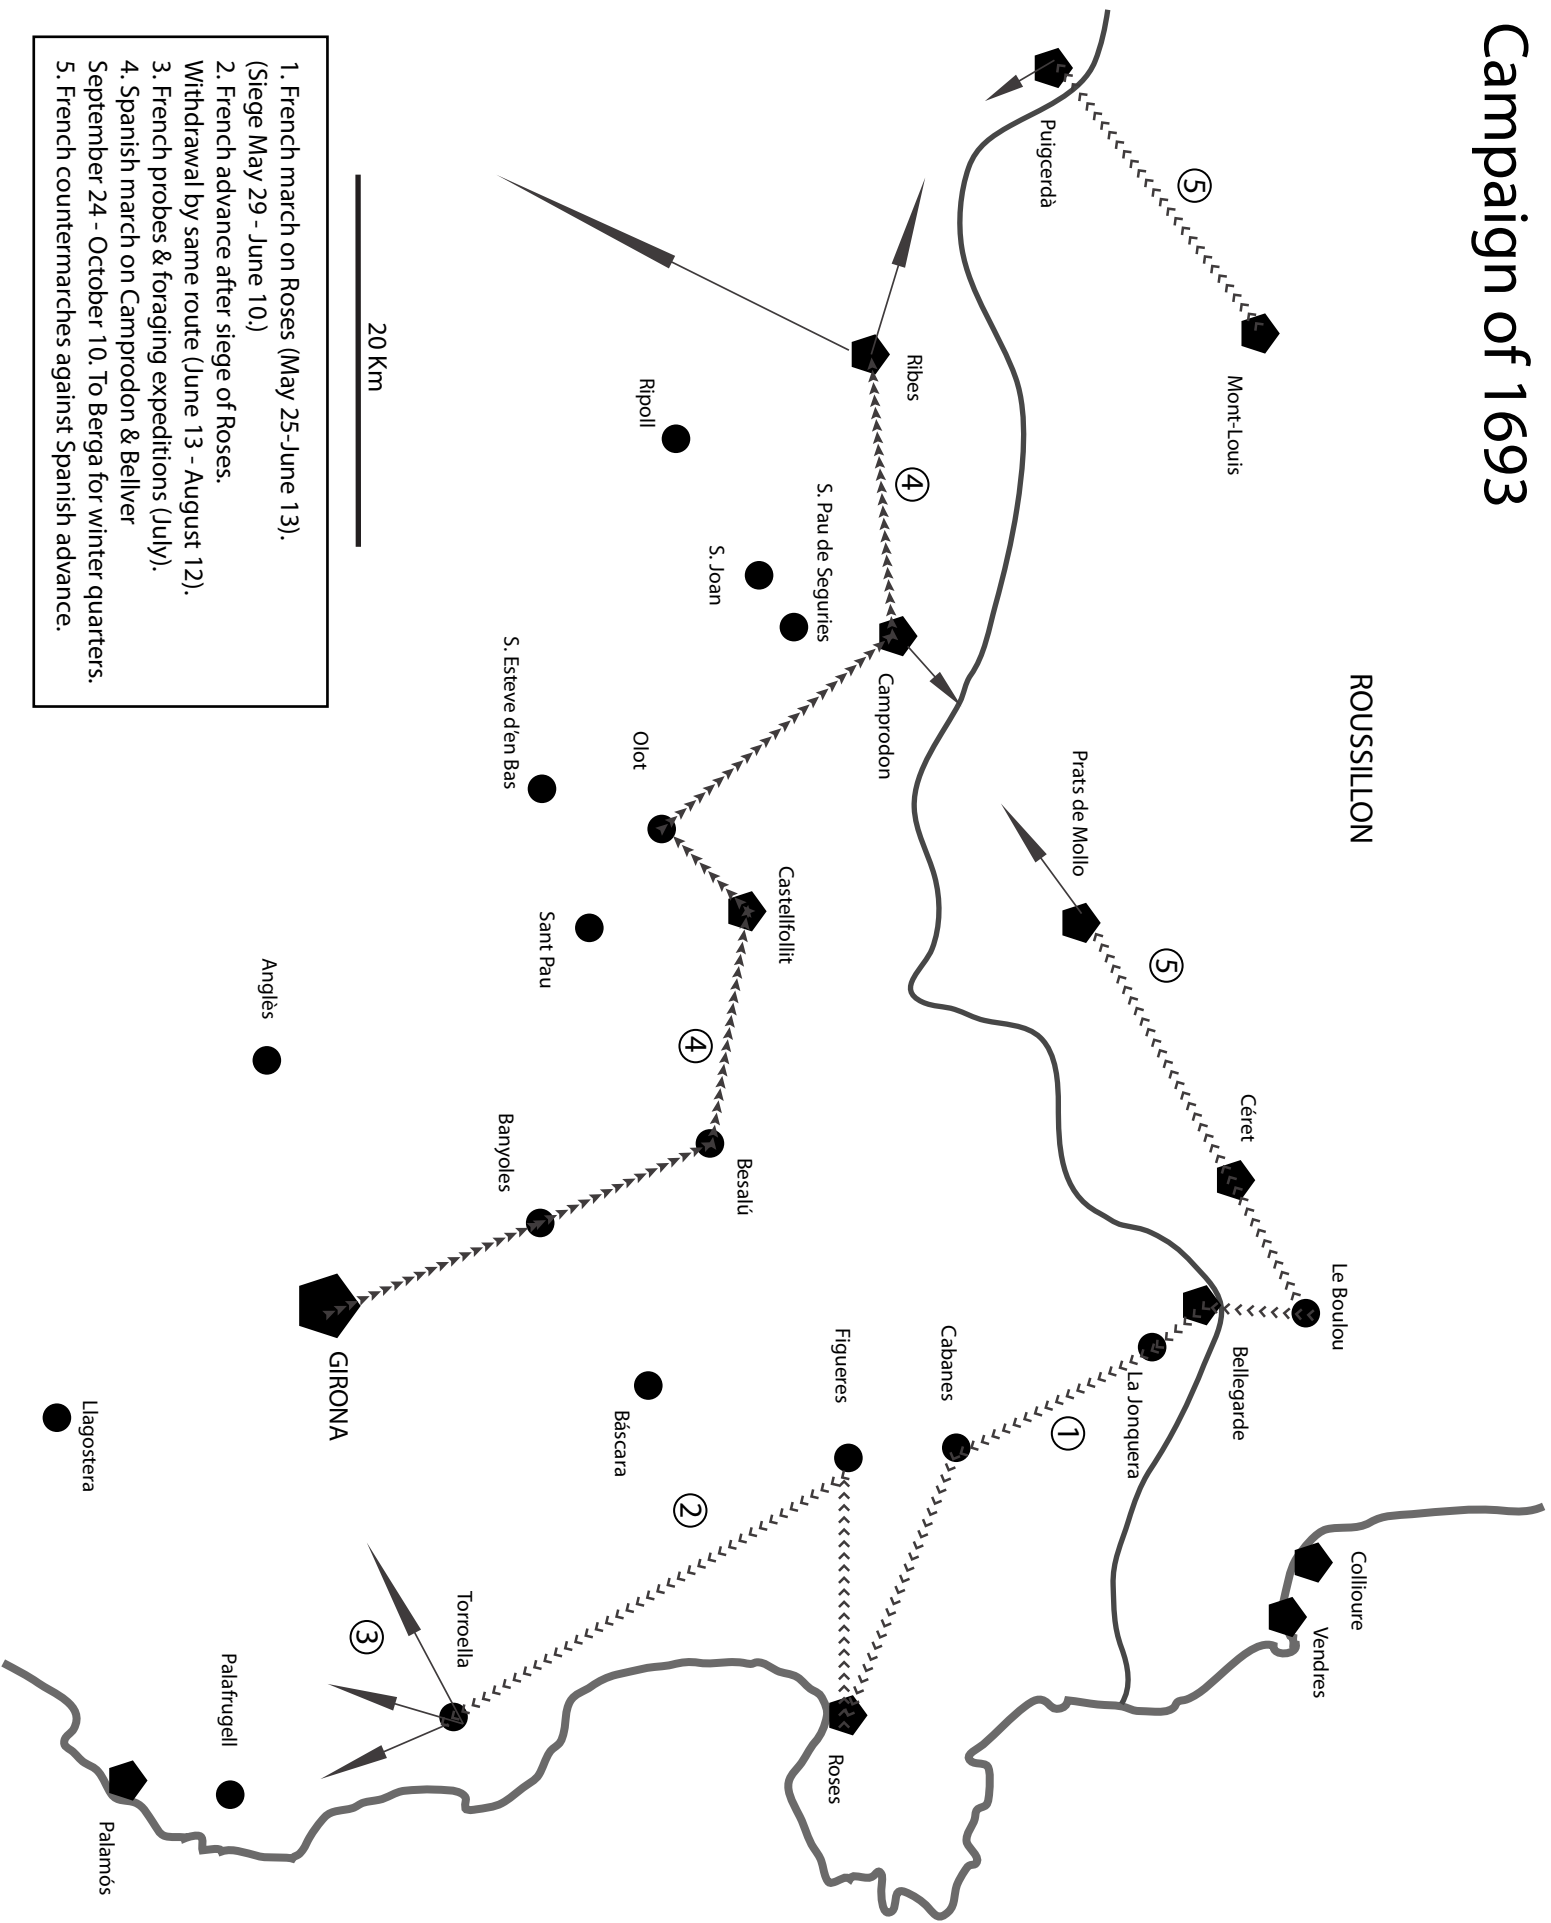 Campaign of 1693
ROUSSILLON
Mont-Louis
⑤
Puigcerdà
Prats de Mollo
⑤
Céret
Le Boulou
Bellegarde
La Jonquera
Collioure
Vendres
①
Cabanes
Figueres
Roses
Ribes
④
Camprodon
S. Pau de Seguries
S. Joan
Ripoll
Olot
Castellfollit
S. Esteve d'en Bas
Sant Pau
④
Besalú
Banyoles
Báscara
②
Anglès
GIRONA
Torroella
③
Llagostera
Palafrugell
Palamós
20 Km
1. French march on Roses (May 25-June 13).
(Siege May 29 - June 10.)
2. French advance after siege of Roses.
Withdrawal by same route (June 13 - August 12).
3. French probes & foraging expeditions (July).
4. Spanish march on Camprodon & Bellver
September 24 - October 10. To Berga for winter quarters.
5. French countermarches against Spanish advance.